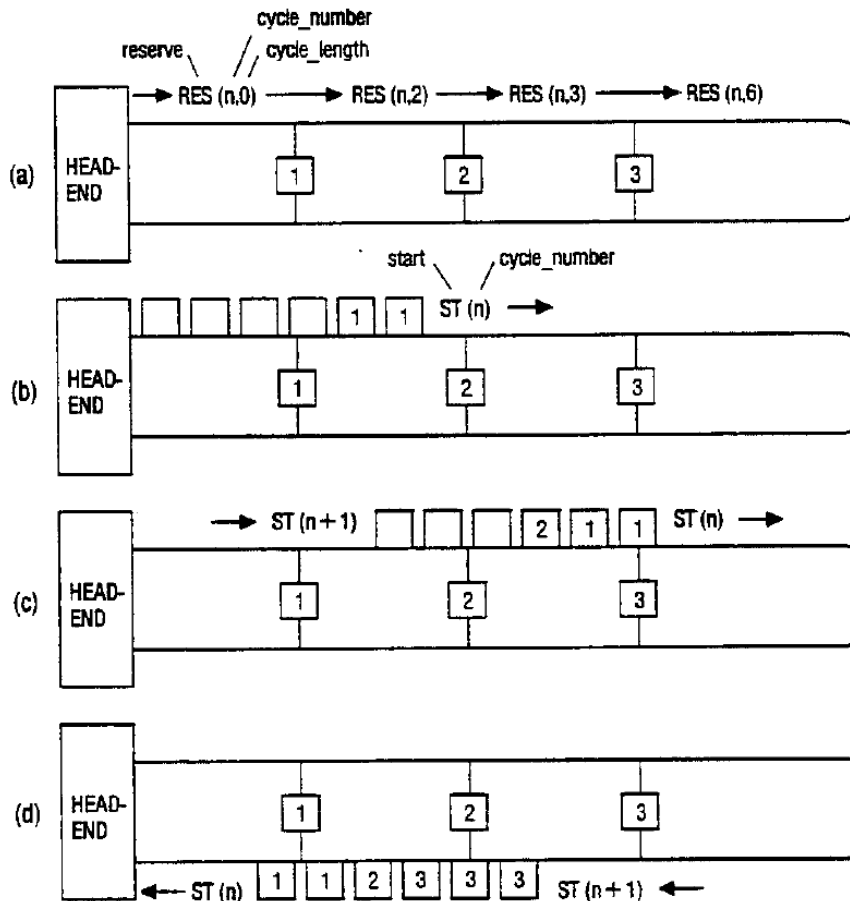 cycle_number
reserve
cycle_length
RES (n,0) RES (n,2) RES (n,3) RES (n,6)
(a)
HEAD-
END
1 2 3
start
cycle_number
1 1 ST (n)
(b)
HEAD-
END
1 2 3
ST (n + 1) 2 1 1 ST (n)
(c)
HEAD-
END
1 2 3
(d)
HEAD-
END
1 2 3
ST (n) 1 1 2 3 3 3 ST (n + 1)